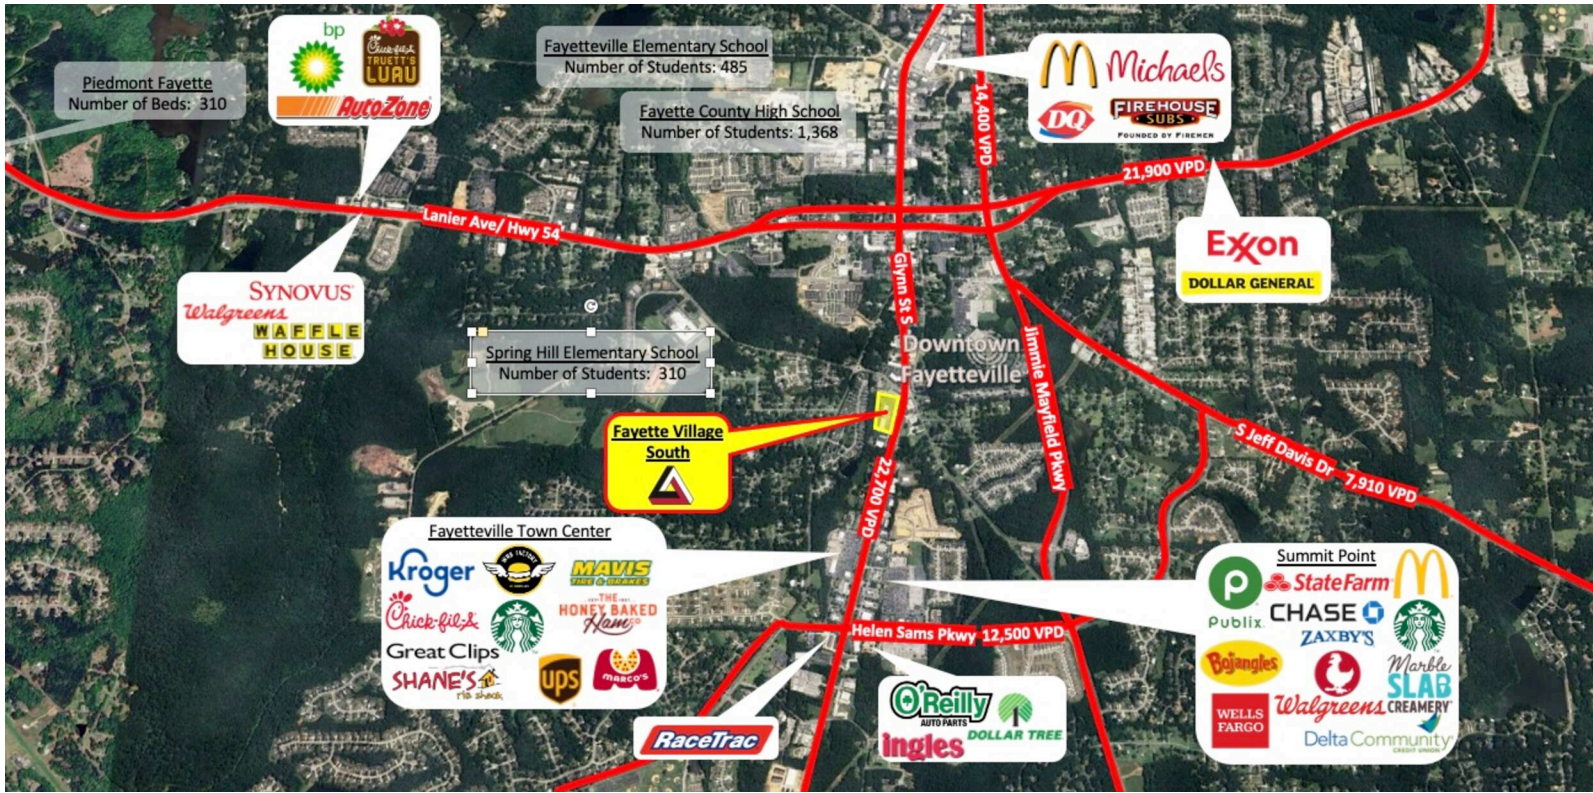 bp
Chick-fil-A
TRUETT'S
LUAU
AutoZone
Piedmont Fayette
Number of Beds: 310
Fayetteville Elementary School
Number of Students: 485
Fayette County High School
Number of Students: 1,368
McDonald's
Michaels
DQ
FIREHOUSE
SUBS
FOUNDED BY FIREMEN
14,400 VPD
21,900 VPD
Lanier Ave/ Hwy 54
Exxon
DOLLAR GENERAL
SYNOVUS
Walgreens
WAFFLE
HOUSE
Glynn St S
Downtown
Fayetteville
Jimmie Mayfield Pkwy
C
Spring Hill Elementary School
Number of Students: 310
Fayette Village
South
22,700 VPD
S Jeff Davis Dr 7,910 VPD
Fayetteville Town Center
Kroger
WNB FACTORY
MAVIS
TIRE & BRAKES
Chick-fil-A
THE
HONEY BAKED
Ham CO
Great Clips
SHANE'S
rib shack
ups
MARCO'S
Helen Sams Pkwy 12,500 VPD
RaceTrac
O'Reilly
AUTO PARTS
DOLLAR TREE
ingles
Summit Point
P
Publix
StateFarm
CHASE
ZAXBY'S
Bojangles
Marble
SLAB
CREAMERY
WELLS
FARGO
Walgreens
DeltaCommunity
CREDIT UNION